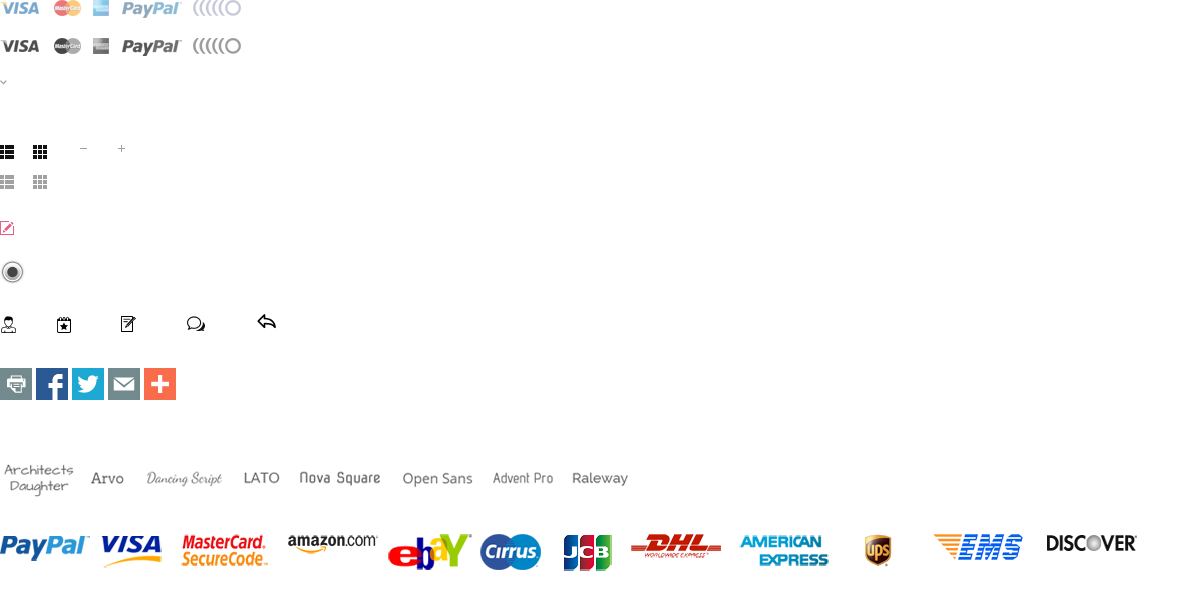 VISA MasterCard PayPal
VISA MasterCard PayPal
Architects
Daughter
Arvo
Dancing Script
LATO
Nova Square
Open Sans
Advent Pro
Raleway
PayPal
VISA
MasterCard.
SecureCode.
amazon.com
ebaY
Cirrus
JCB
DHL
WORLDWIDE EXPRESS
AMERICAN
EXPRESS
ups
EMS
DISCOVER